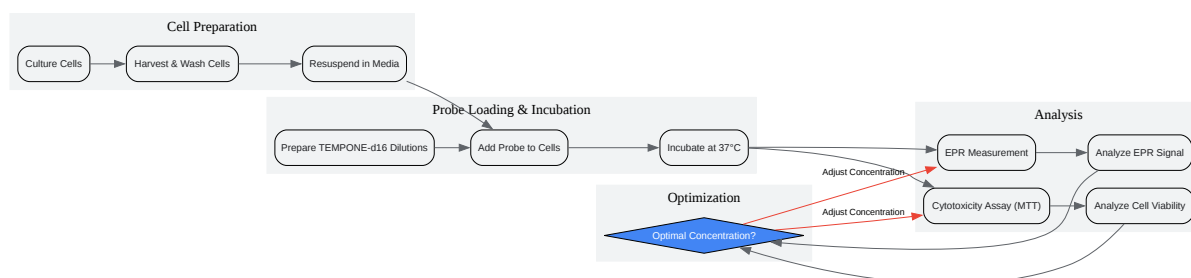 Cell Preparation
Culture Cells
Harvest & Wash Cells
Resuspend in Media
Probe Loading & Incubation
Prepare TEMPONE-d16 Dilutions
Add Probe to Cells
Incubate at 37°C
Analysis
EPR Measurement
Analyze EPR Signal
Cytotoxicity Assay (MTT)
Analyze Cell Viability
Optimization
Optimal Concentration?
Adjust Concentration
Adjust Concentration